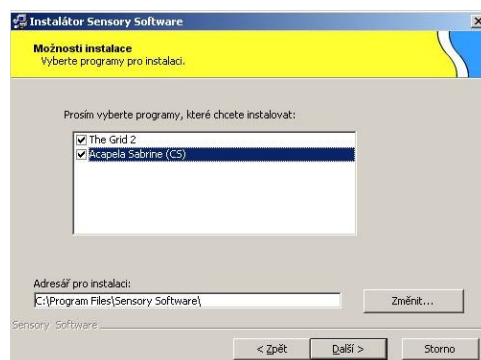 Instalátor Sensory Software
Možnosti instalace
Vyberte programy pro instalaci.
Prosím vyberte programy, které chcete instalovat:
The Grid 2
Acapela Sabrine (CS)
Adresář pro instalaci:
C:\Program Files\Sensory Software\
Změnit...
Sensory Software
< Zpět
Další >
Storno